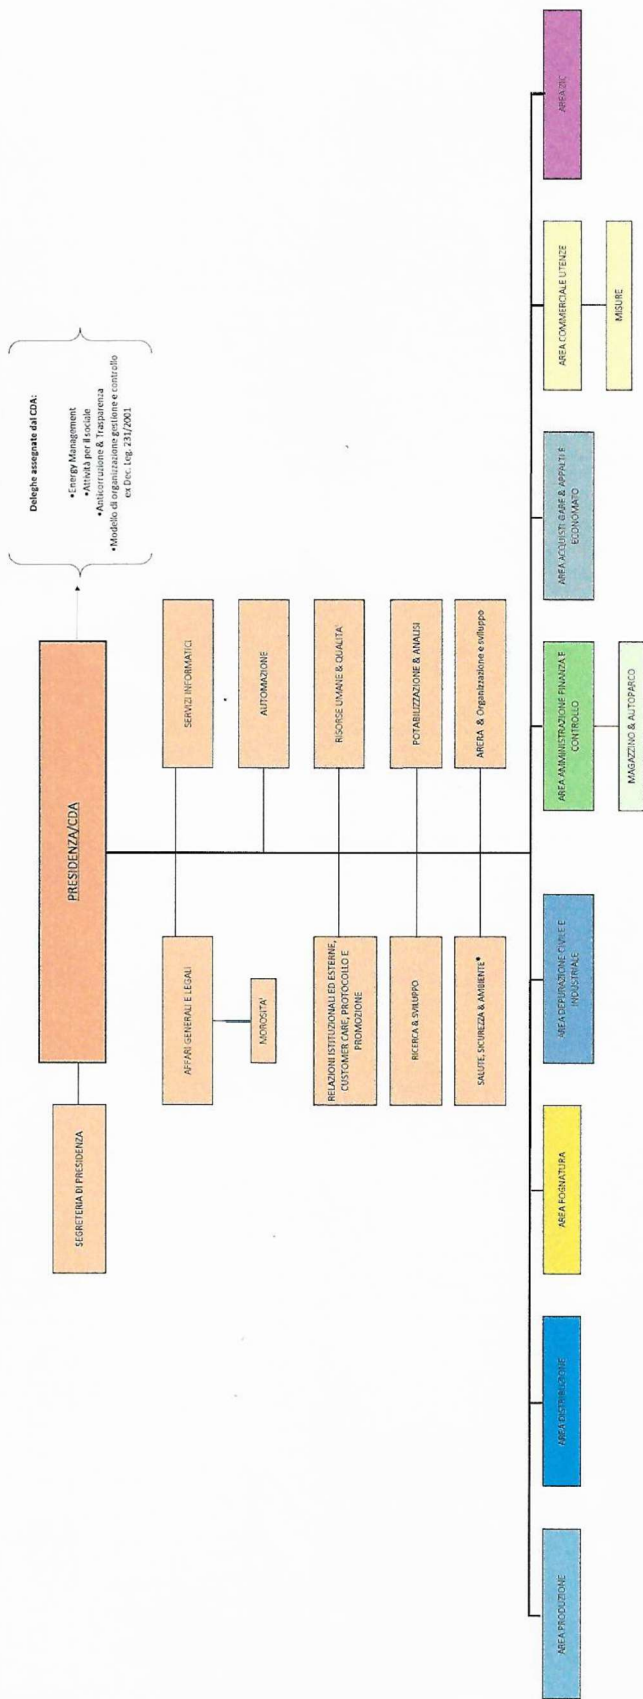 SEGRETERIA DI PRESIDENZA
PRESIDENZA/CDA
Deleghe assegnate dal CDA:
•Energy Management
•Attività per il sociale
•Anticorruzione & Trasparenza
•Modello di organizzazione gestione e controllo
ex Dec. Leg. 231/2001
AFFARI GENERALI E LEGALI
SERVIZI INFORMATICI
MOROSITA'
AUTOMAZIONE
RELAZIONI ISTITUZIONALI ED ESTERNE,
CUSTOMER CARE, PROTOCOLLO E
PROMOZIONE
RISORSE UMANE & QUALITA'
RICERCA & SVILUPPO
POTABILIZZAZIONE & ANALISI
SALUTE, SICUREZZA & AMBIENTE*
ARERA & Organizzazione e sviluppo
AREA PRODUZIONE
AREA DISTRIBUZIONE
AREA FOGNATURA
AREA DEPURAZIONE CIVILE E
INDUSTRIALE
AREA AMMINISTRAZIONE FINANZA E
CONTROLLO
AREA ACQUISTI GARE & APPALTI E
ECONOMATO
AREA COMMERCIALE UTENZE
AREA
MAGAZZINO & AUTOPARCO
MISURE